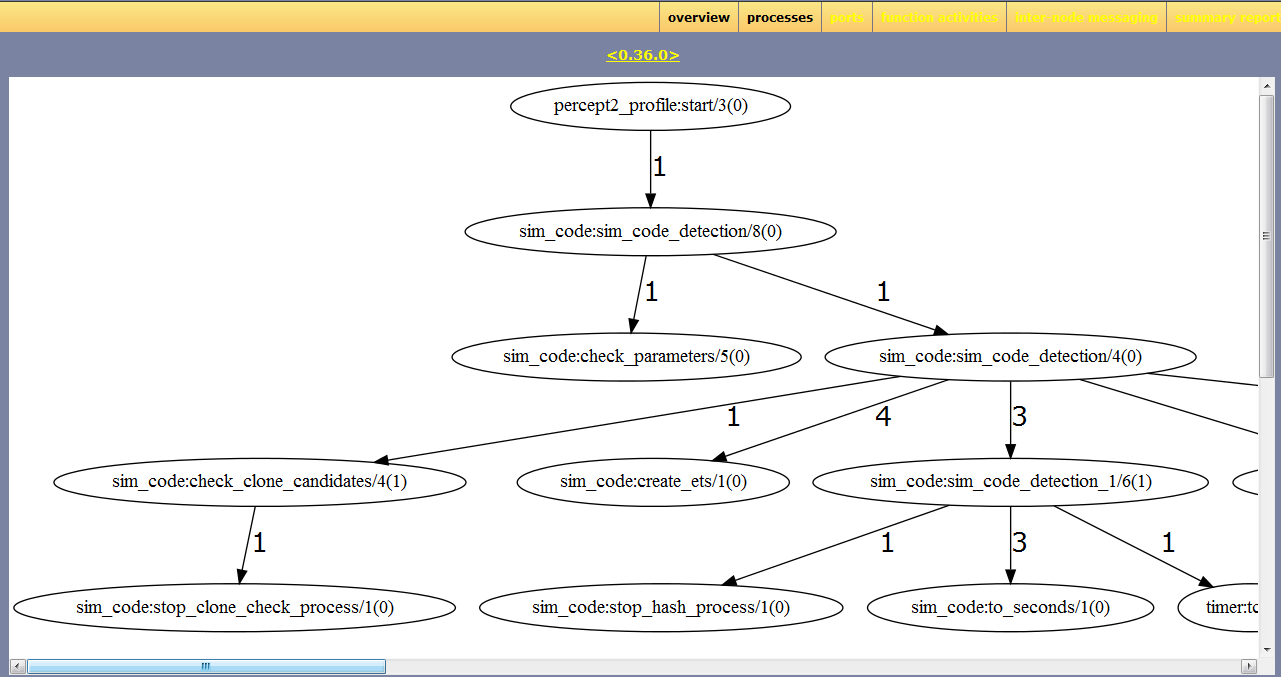 overview processes ports function activities inter-node messaging summary report
<0.36.0>
percept2_profile:start/3(0)
1
sim_code:sim_code_detection/8(0)
1 1
sim_code:check_parameters/5(0) sim_code:sim_code_detection/4(0)
1 4 3
sim_code:check_clone_candidates/4(1) sim_code:create_ets/1(0) sim_code:sim_code_detection_1/6(1)
1 1 3 1
sim_code:stop_clone_check_process/1(0) sim_code:stop_hash_process/1(0) sim_code:to_seconds/1(0)